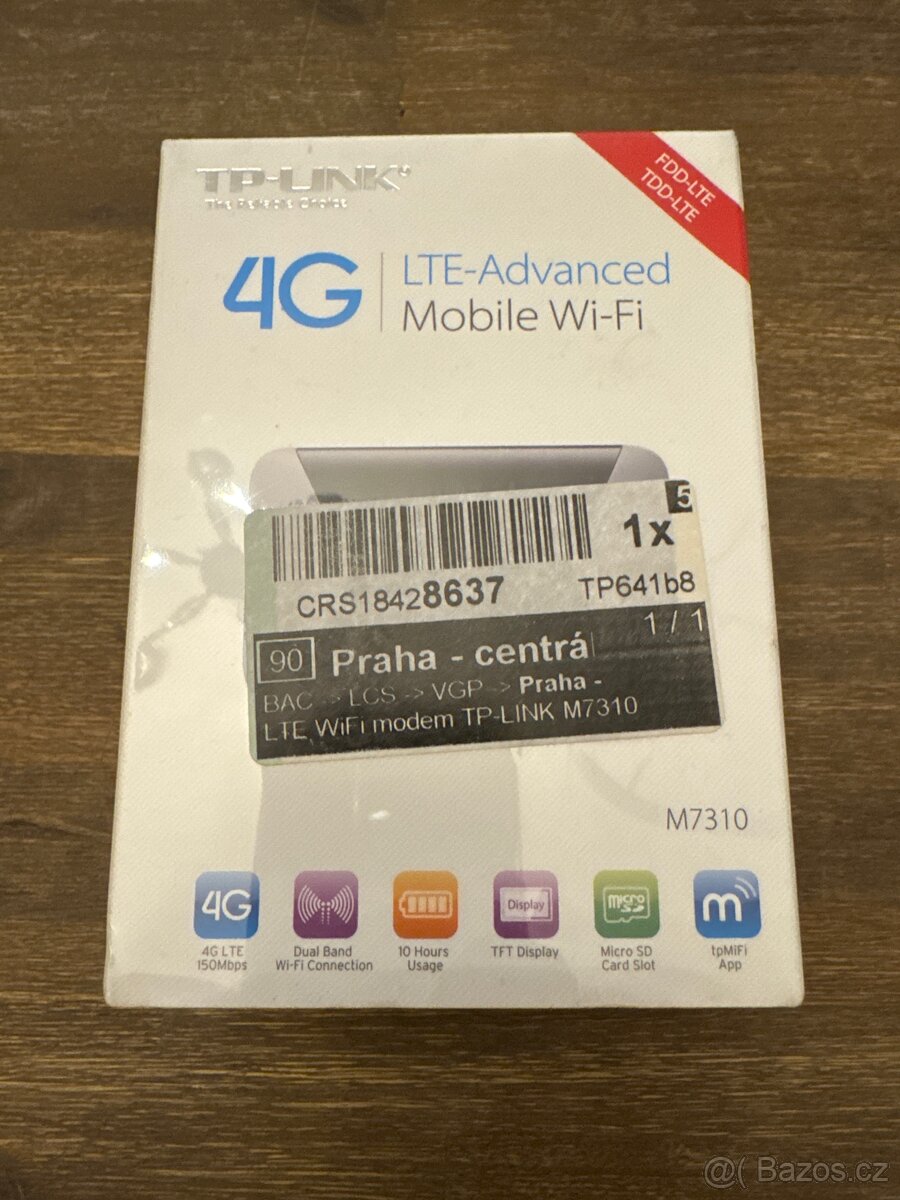 TP-LINK®
The Reliable Choice
FDD-LTE
TDD-LTE
4G
LTE-Advanced
Mobile Wi-Fi
5
1x
CRS18428637
TP641b8
1 / 1
90
Praha - centrá
BAC -> LCS -> VGP -> Praha -
LTE WiFi modem TP-LINK M7310
M7310
4G
Display
micro SD
m
4G LTE
150Mbps
Dual Band
Wi-Fi Connection
10 Hours
Usage
TFT Display
Micro SD
Card Slot
tpMiFi
App
@( Bazos.cz